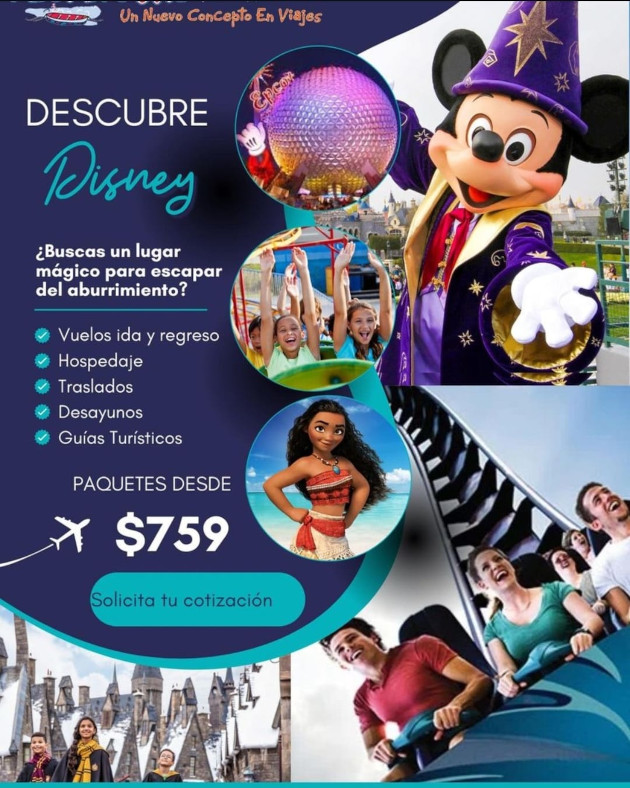 Un Nuevo Concepto En Viajes
Epcot
DESCUBRE
Disney
¿Buscas un lugar
mágico para escapar
del aburrimiento?
Vuelos ida y regreso
Hospedaje
Traslados
Desayunos
Guías Turísticos
PAQUETES DESDE
$759
Solicita tu cotización